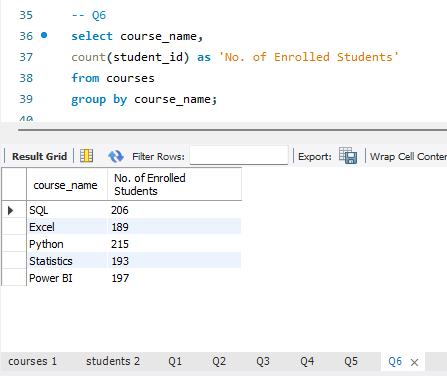 35 -- Q6
36 select course_name,
37 count(student_id) as 'No. of Enrolled Students'
38 from courses
39 group by course_name;
40
Result Grid Filter Rows: Export: Wrap Cell Conten
course_name No. of Enrolled
Students
SQL 206
Excel 189
Python 215
Statistics 193
Power BI 197
courses 1 students 2 Q1 Q2 Q3 Q4 Q5 Q6